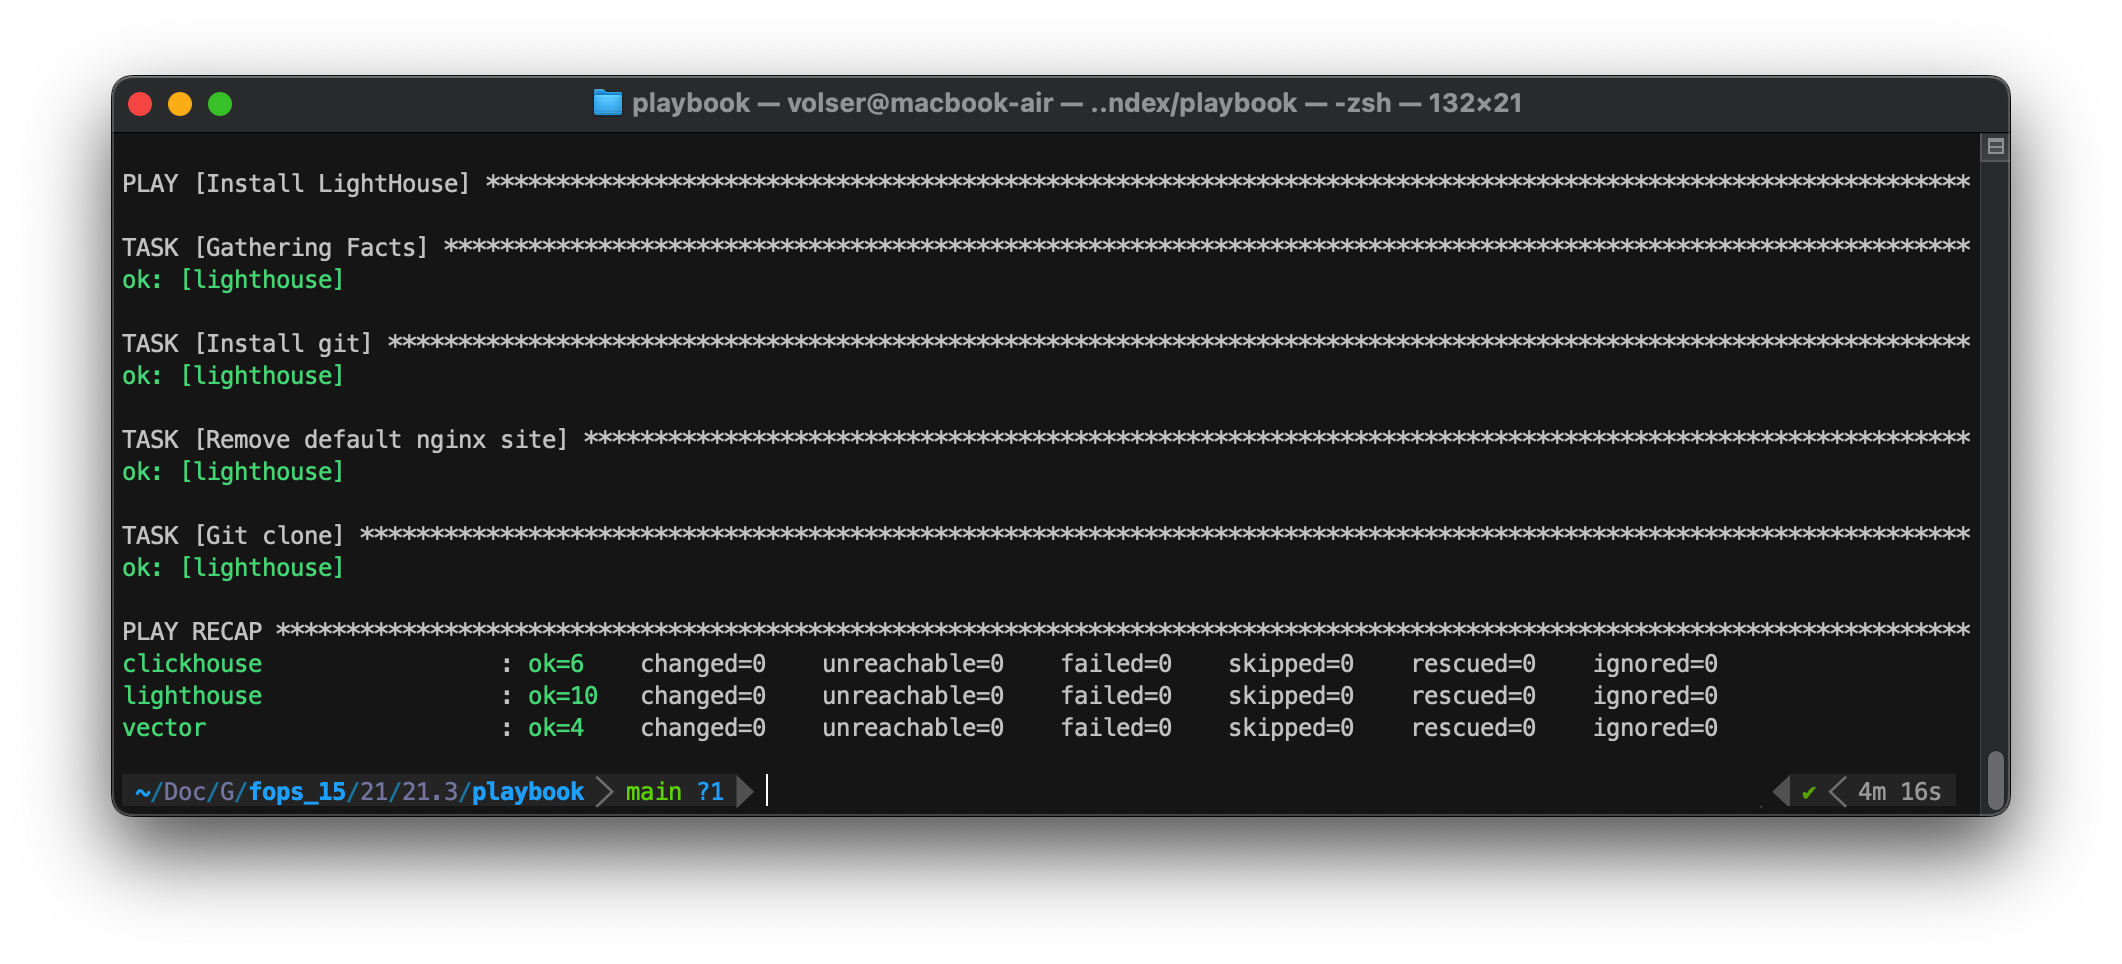 playbook — volser@macbook-air — ..ndex/playbook — -zsh — 132×21
PLAY [Install LightHouse] **********************************************************************************************************
TASK [Gathering Facts] *************************************************************************************************************
ok: [lighthouse]
TASK [Install git] *****************************************************************************************************************
ok: [lighthouse]
TASK [Remove default nginx site] ***************************************************************************************************
ok: [lighthouse]
TASK [Git clone] *******************************************************************************************************************
ok: [lighthouse]
PLAY RECAP *************************************************************************************************************************
clickhouse                 : ok=6    changed=0    unreachable=0    failed=0    skipped=0    rescued=0    ignored=0
lighthouse                 : ok=10   changed=0    unreachable=0    failed=0    skipped=0    rescued=0    ignored=0
vector                     : ok=4    changed=0    unreachable=0    failed=0    skipped=0    rescued=0    ignored=0
~/Doc/G/fops_15/21/21.3/playbook main ?1 ✔ 4m 16s